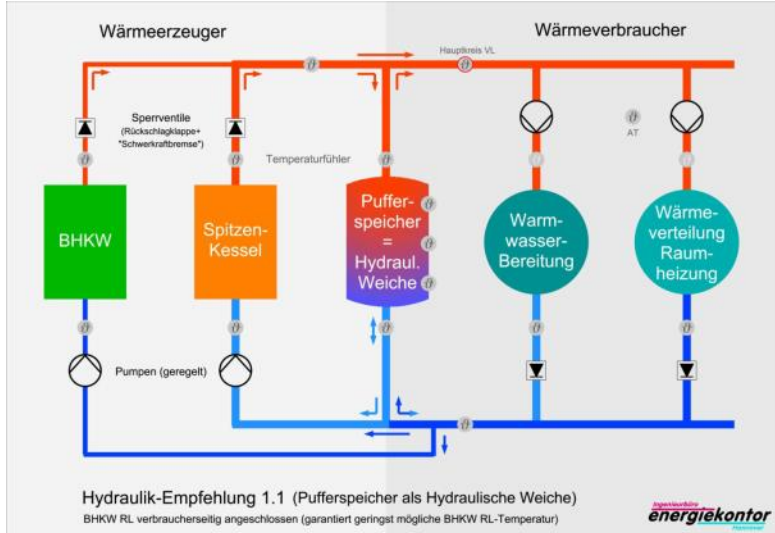 Wärmeerzeuger
Wärmeverbraucher
Hauptkreis VL
Sperrventile
(Rückschlagklappe+
"Schwerkraftbremse")
AT
Temperaturfühler
BHKW
Spitzen-
Kessel
Puffer-
speicher
=
Hydraul.
Weiche
Warm-
wasser-
Bereitung
Wärme-
verteilung
Raum-
heizung
Pumpen (geregelt)
Hydraulik-Empfehlung 1.1 (Pufferspeicher als Hydraulische Weiche)
BHKW RL verbraucherseitig angeschlossen (garantiert geringst mögliche BHKW RL-Temperatur)
Ingenieurbüro
energiekontor
Hannover